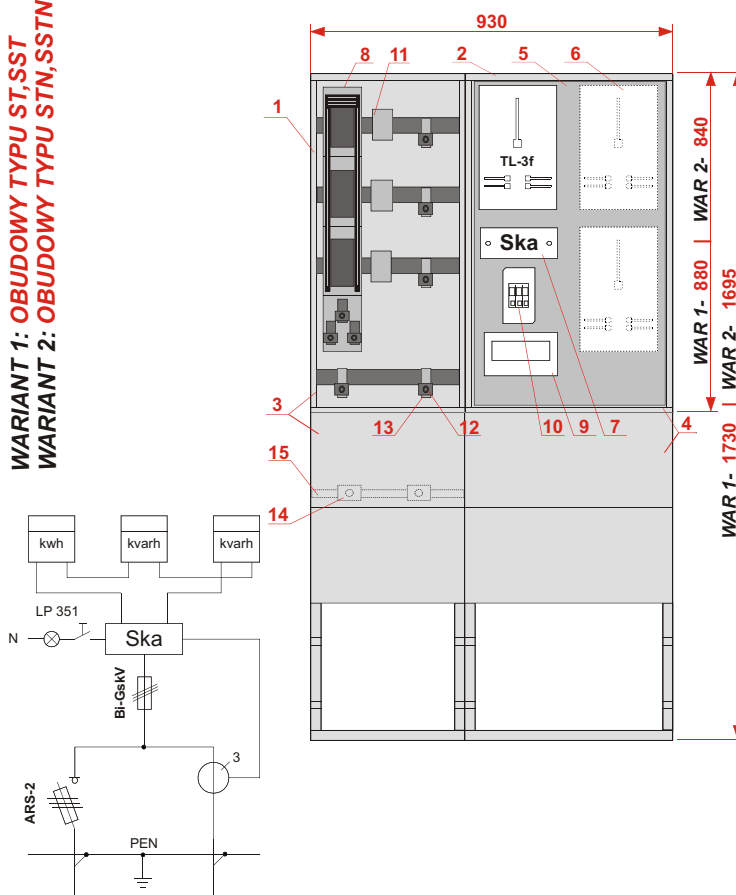 WARIANT 1: OBUDOWY TYPU ST,SST
WARIANT 2: OBUDOWY TYPU STN,SSTN
930
8
11
2
5
6
1
TL-3f
Ska
WAR 1- 880 | WAR 2- 840
WAR 1- 1730 | WAR 2- 1695
3
13
12
10
9
7
4
15
14
kwh
kvarh
kvarh
LP 351
N
Ska
Bi-GskV
3
ARS-2
PEN